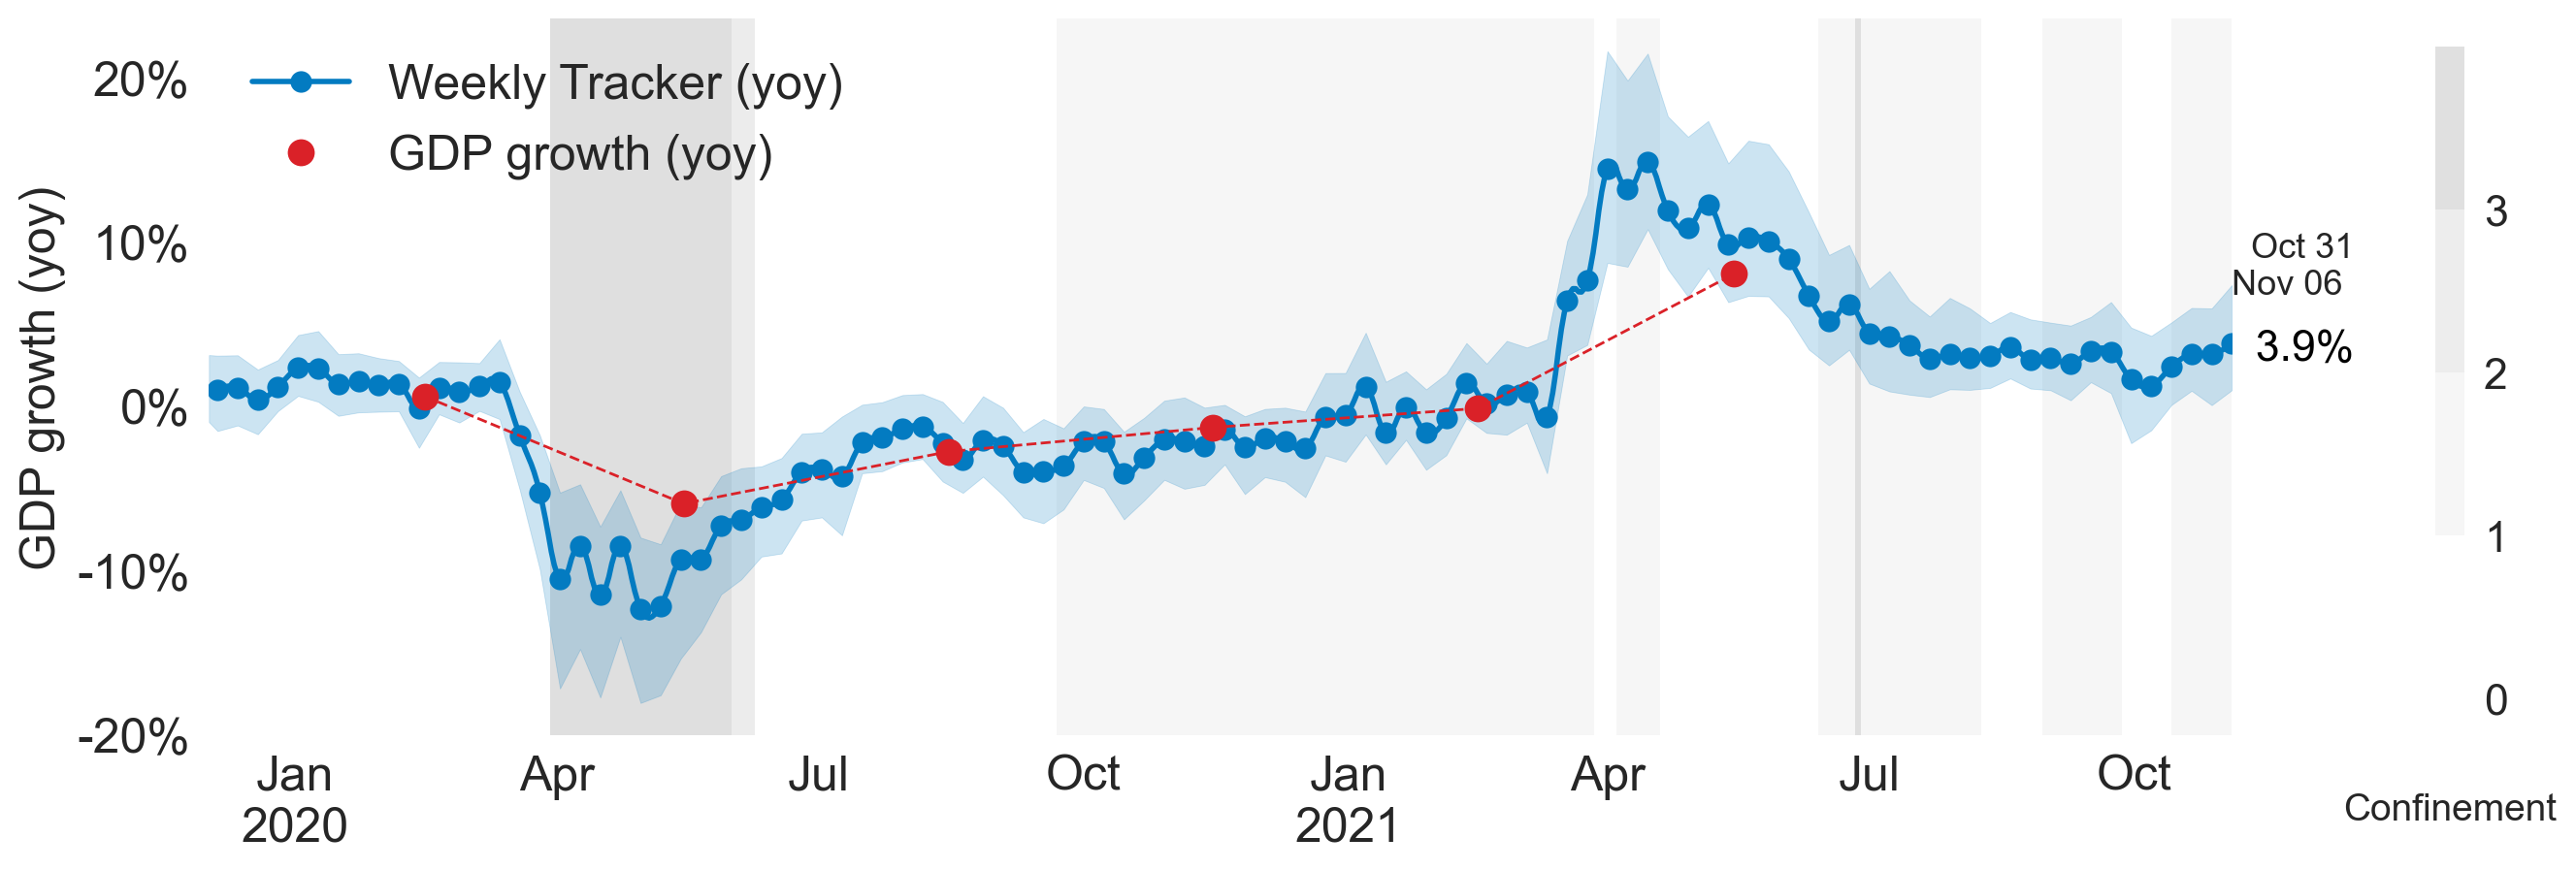 Weekly Tracker (yoy)
GDP growth (yoy)
GDP growth (yoy)
20%
10%
0%
-10%
-20%
Jan
2020
Apr
Jul
Oct
Jan
2021
Apr
Jul
Oct
Oct 31
Nov 06
3.9%
3
2
1
0
Confinement